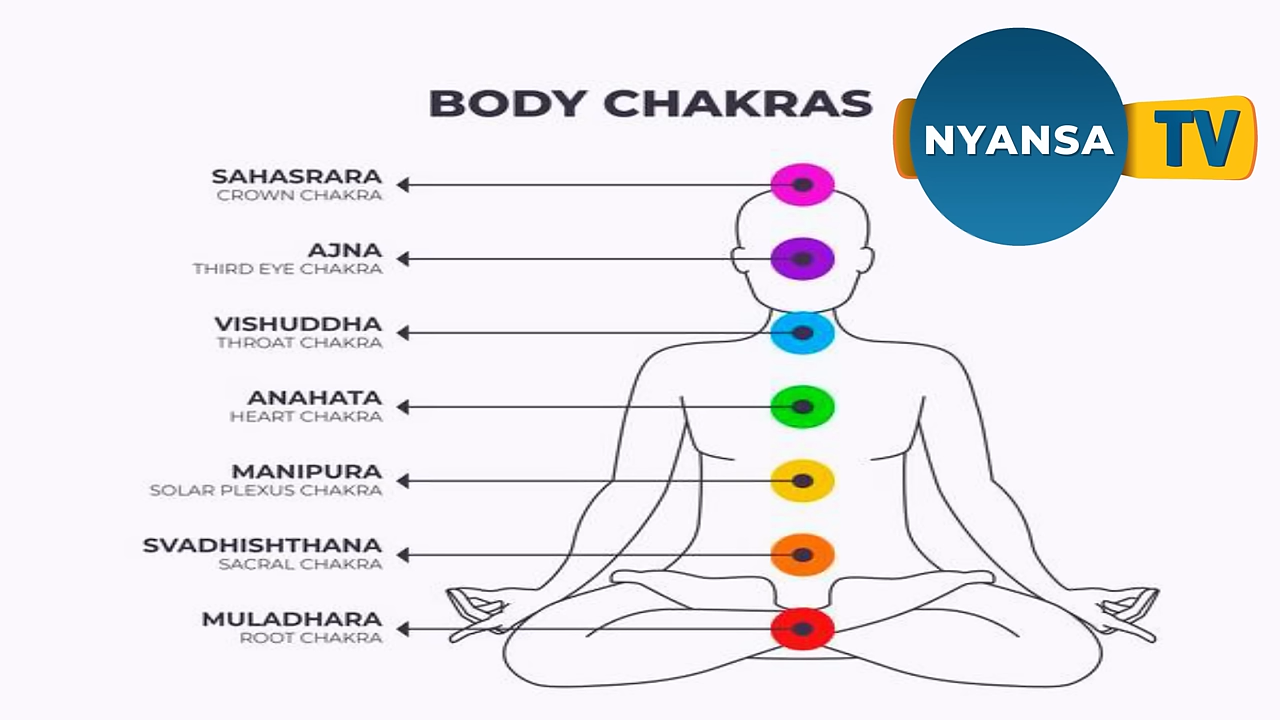 BODY CHAKRAS
NYANSA TV
SAHASRARA
CROWN CHAKRA
AJNA
THIRD EYE CHAKRA
VISHUDDHA
THROAT CHAKRA
ANAHATA
HEART CHAKRA
MANIPURA
SOLAR PLEXUS CHAKRA
SVADHISHTHANA
SACRAL CHAKRA
MULADHARA
ROOT CHAKRA